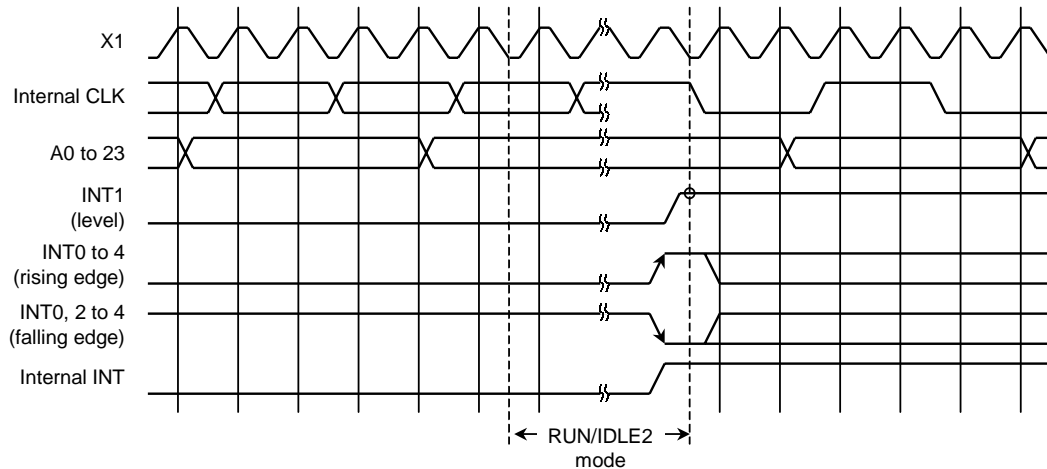 X1
Internal CLK
A0 to 23
INT1
(level)
INT0 to 4
(rising edge)
INT0, 2 to 4
(falling edge)
Internal INT
RUN/IDLE2
mode